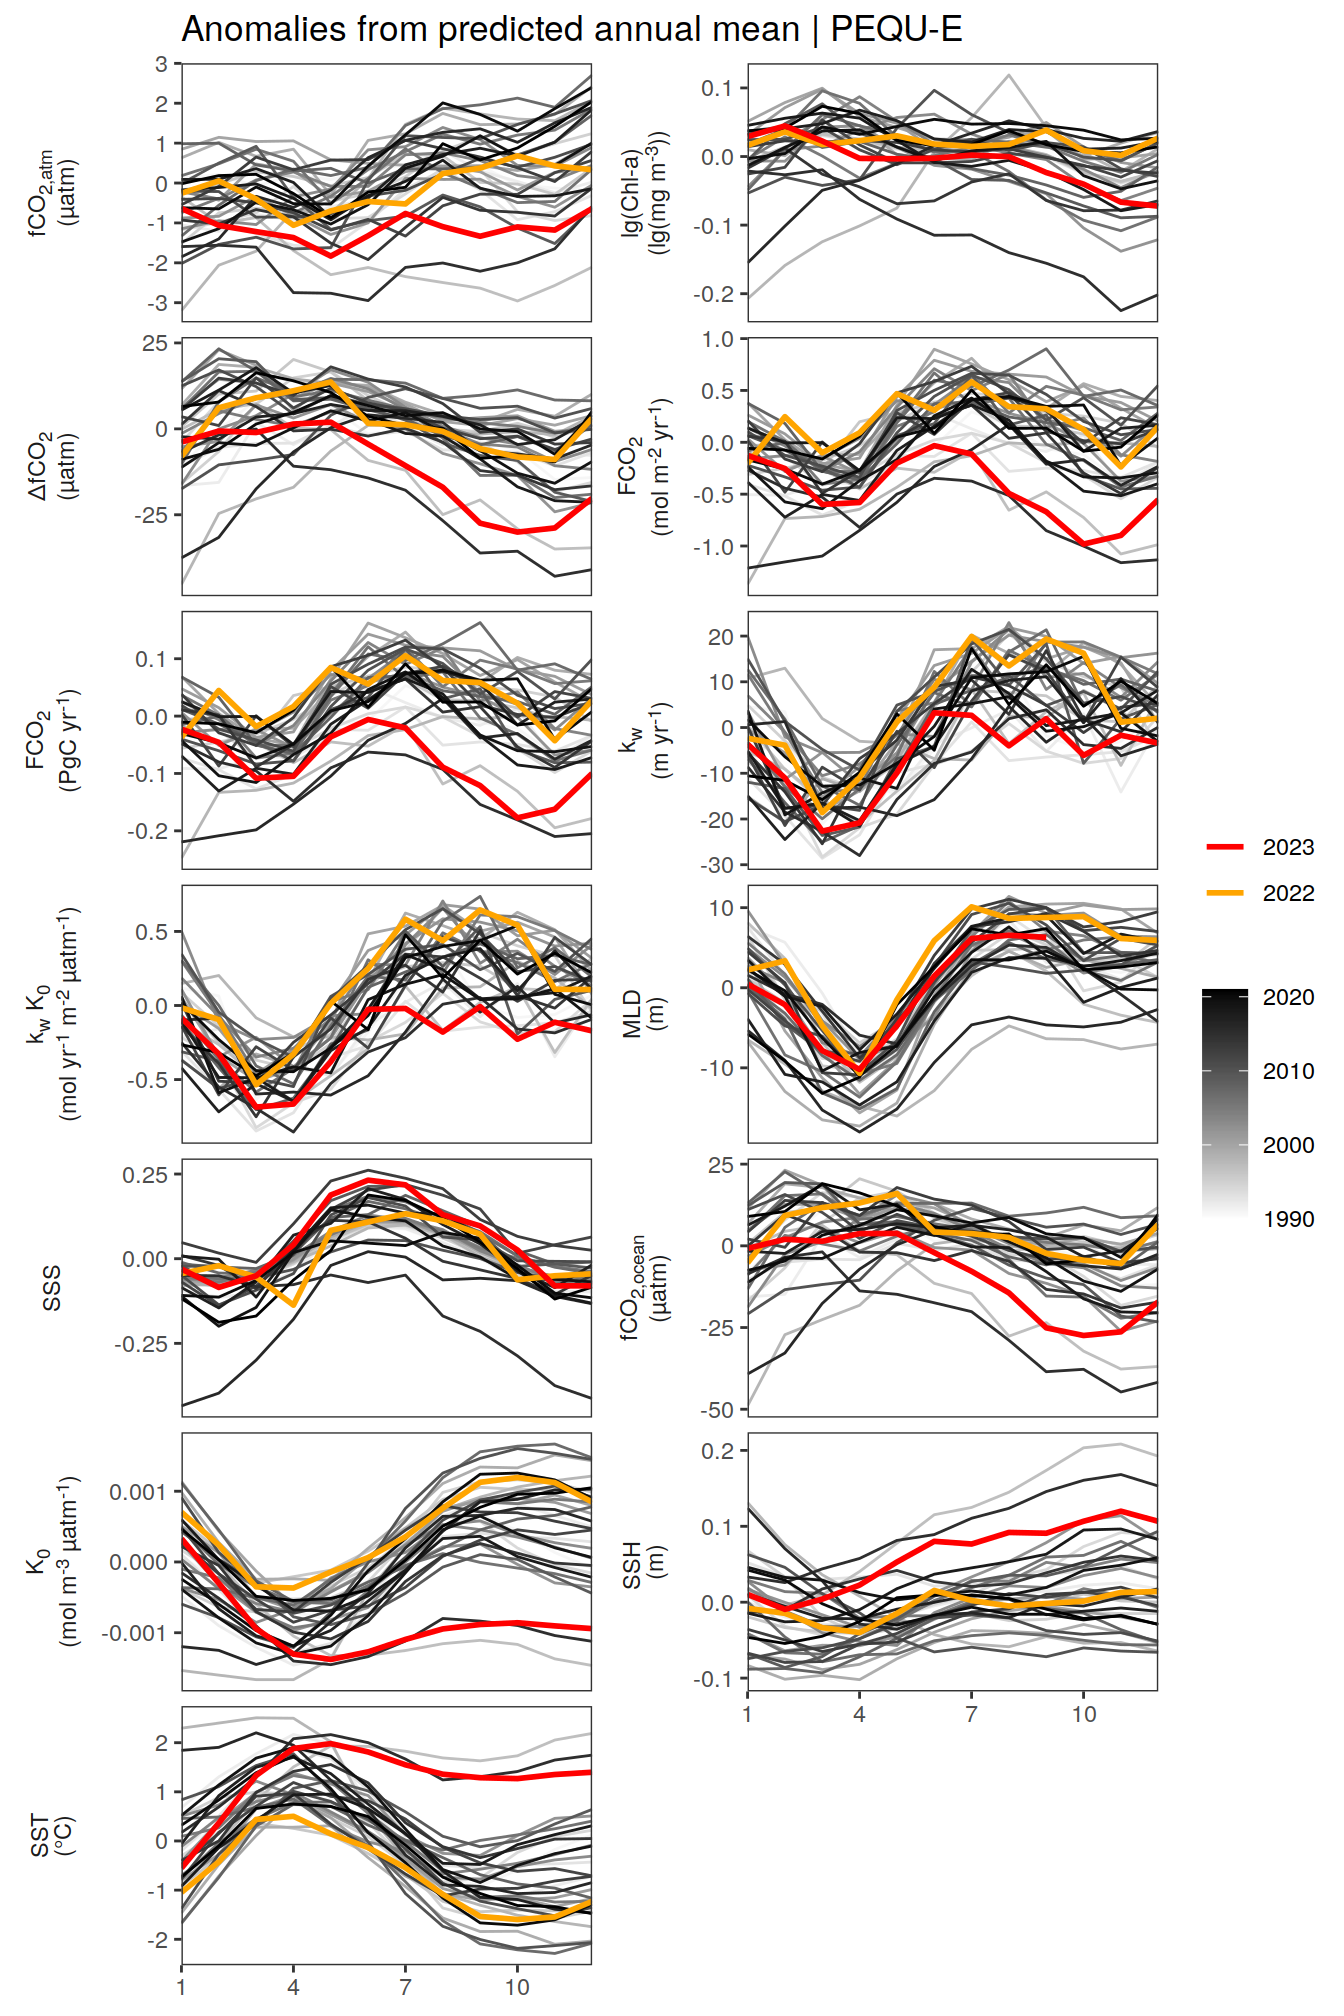 Anomalies from predicted annual mean | PEQU-E
fCO2,atm
(µatm)
3
2
1
0
-1
-2
-3
lg(Chl-a)
(lg(mg m-3))
0.1
0.0
-0.1
-0.2
ΔfCO2
(µatm)
25
0
-25
FCO2
(mol m-2 yr-1)
1.0
0.5
0.0
-0.5
-1.0
FCO2
(PgC yr-1)
0.1
0.0
-0.1
-0.2
kw
(m yr-1)
20
10
0
-10
-20
-30
kw K0
(mol yr-1 m-2 µatm-1)
0.5
0.0
-0.5
MLD
(m)
10
0
-10
SSS
0.25
0.00
-0.25
fCO2,ocean
(µatm)
25
0
-25
-50
K0
(mol m-3 µatm-1)
0.001
0.000
-0.001
SSH
(m)
0.2
0.1
0.0
-0.1
1 4 7 10
SST
(°C)
2
1
0
-1
-2
1 4 7 10
2023
2022
2020
2010
2000
1990